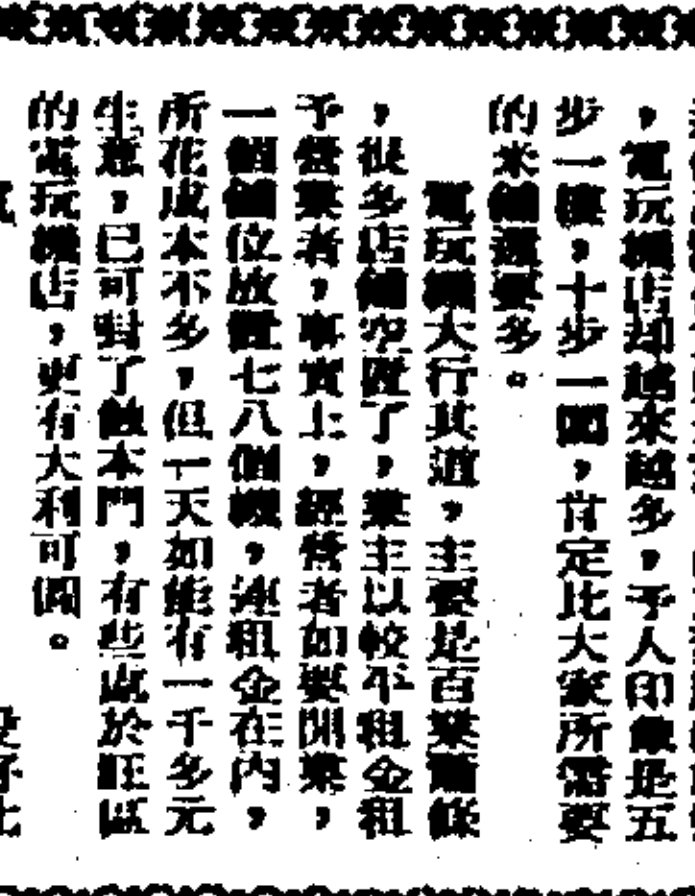 ，電玩機店却越來越多，予人印象是五
步一樓，十步一閣，肯定比大家所需要
的米舖還要多。
電玩機大行其道，主要是百業蕭條
，很多店舖空置了，業主以較平租金租
予營業者，事實上，經營者如要開業，
一個舖位放置七八個機，連租金在內，
所花成本不多，但一天如能有一千多元
生意，已可封了蝕本門，有些處於旺區
的電玩機店，更有大利可圖。